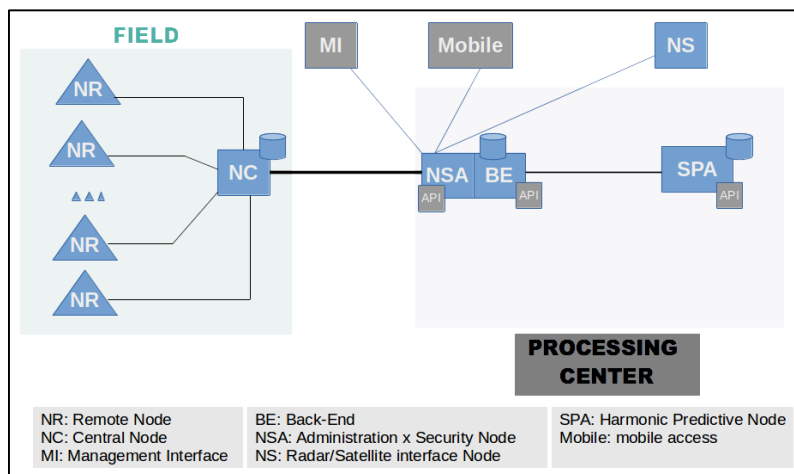 FIELD
MI
Mobile
NS
NR
NR
NC
NSA
BE
SPA
API
API
API
NR
NR
PROCESSING
CENTER
NR: Remote Node
NC: Central Node
MI: Management Interface
BE: Back-End
NSA: Administration x Security Node
NS: Radar/Satellite interface Node
SPA: Harmonic Predictive Node
Mobile: mobile access